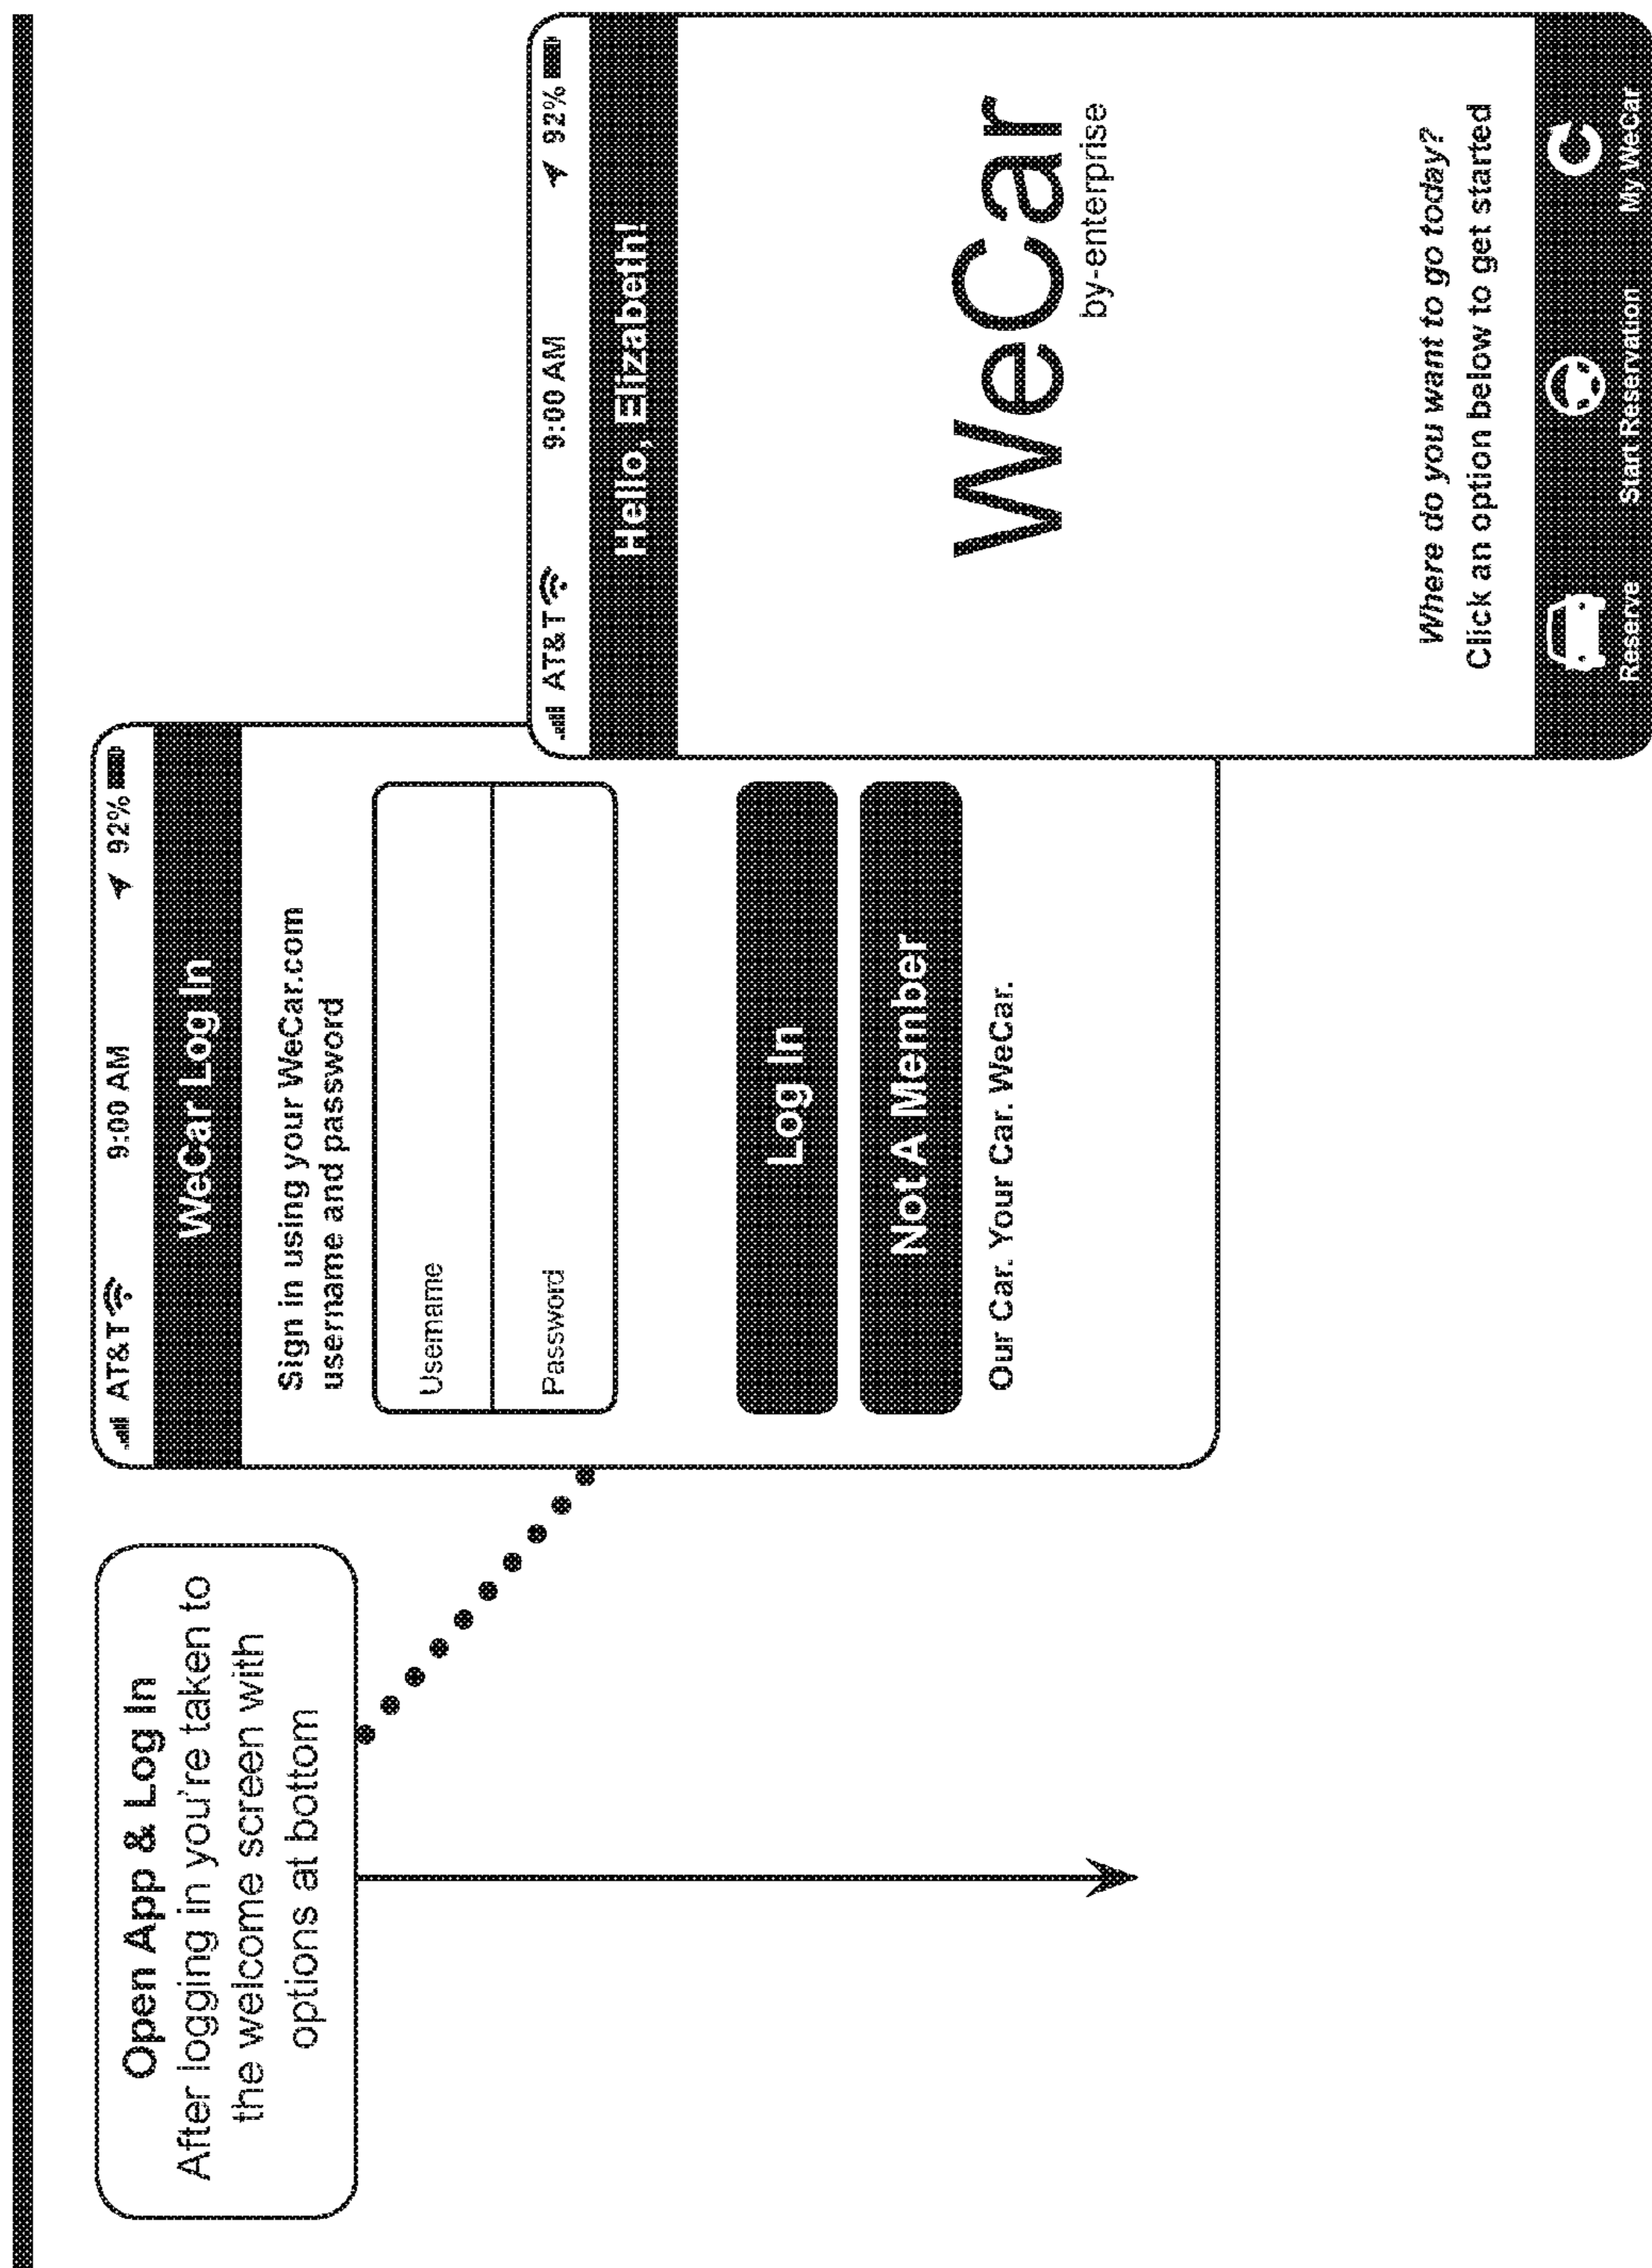 Open App & Log In
After logging in you're taken to
the welcome screen with
options at bottom
AT&T 9:00 AM 92%
WeCar Log In
Sign in using your WeCar.com
username and password
Username
Password
Log In
Not A Member
Our Car. Your Car. WeCar.
AT&T 9:00 AM 92%
Hello, Elizabeth!
WeCar
by-enterprise
Where do you want to go today?
Click an option below to get started
Reserve Start Reservation My WeCar